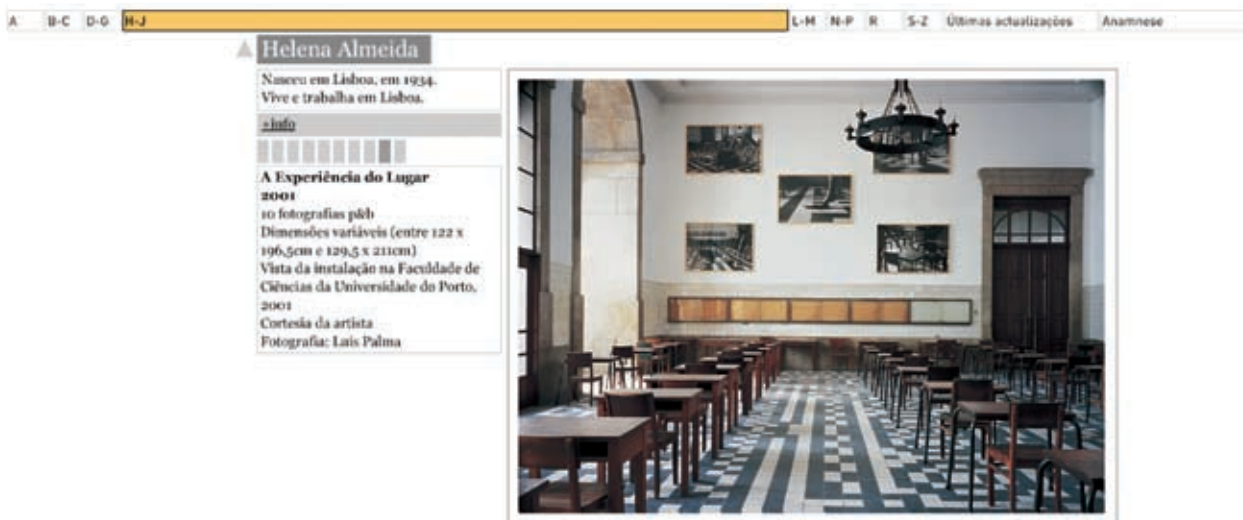 A B-C D-G H-J L-M N-P R S-Z Últimas actualizações Anamnese
Helena Almeida
Nasceu em Lisboa, em 1934.
Vive e trabalha em Lisboa.
+info
A Experiência do Lugar
2001
10 fotografias p&b
Dimensões variáveis (entre 122 x
196,5cm e 129,5 x 211cm)
Vista da instalação na Faculdade de
Ciências da Universidade do Porto,
2001
Cortesia da artista
Fotografia: Luís Palma